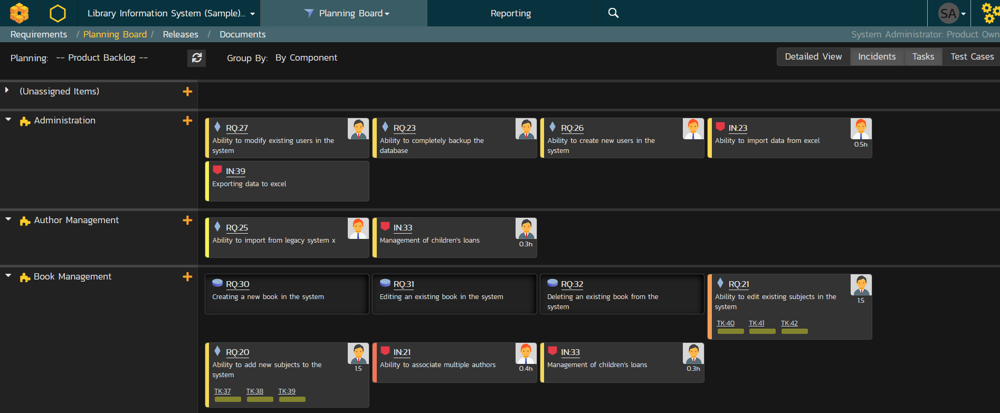 Library Information System (Sample)...
Planning Board
Reporting
SA
Requirements / Planning Board / Releases / Documents
System Administrator: Product Own
Planning: -- Product Backlog --
Group By: By Component
Detailed View
Incidents
Tasks
Test Cases
(Unassigned Items)
Administration
RQ:27
Ability to modify existing users in the
system
RQ:23
Ability to completely backup the
database
RQ:26
Ability to create new users in the
system
IN:23
Ability to import data from excel
0.5h
IN:39
Exporting data to excel
Author Management
RQ:25
Ability to import from legacy system x
IN:33
Management of children's loans
0.3h
Book Management
RQ:30
Creating a new book in the system
RQ:31
Editing an existing book in the system
RQ:32
Deleting an existing book from the
system
RQ:21
Ability to edit existing subjects in the
system
1.5
TK:40 TK:41 TK:42
RQ:20
Ability to add new subjects to the
system
1.5
TK:37 TK:38 TK:39
IN:21
Ability to associate multiple authors
0.4h
IN:33
Management of children's loans
0.3h